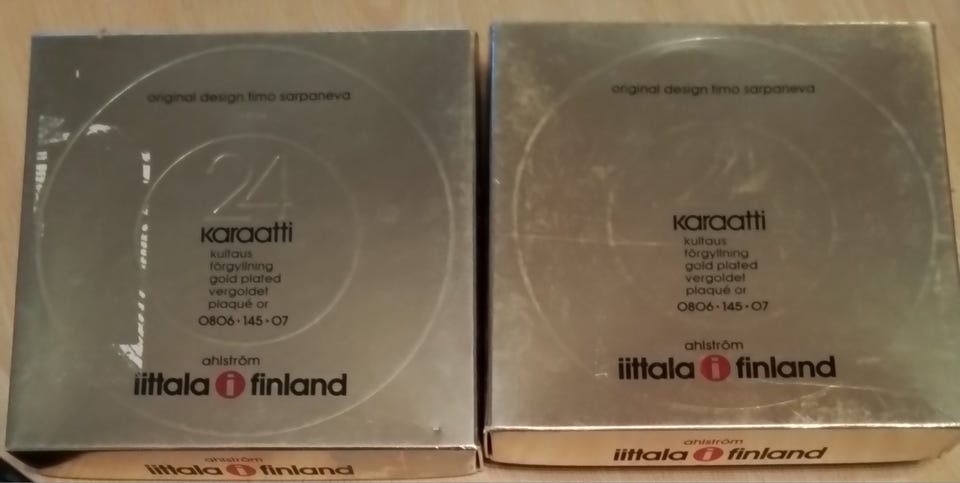 original design timo sarpaneva
24
karaatti
kultaus
förgyllning
gold plated
vergoldet
plaqué or
0806·145·07
ahlström
iittala i finland
ahlström
iittala i finland
original design timo sarpaneva
24
karaatti
kultaus
förgyllning
gold plated
vergoldet
plaqué or
0806·145·07
ahlström
iittala i finland
ahlström
iittala i finland